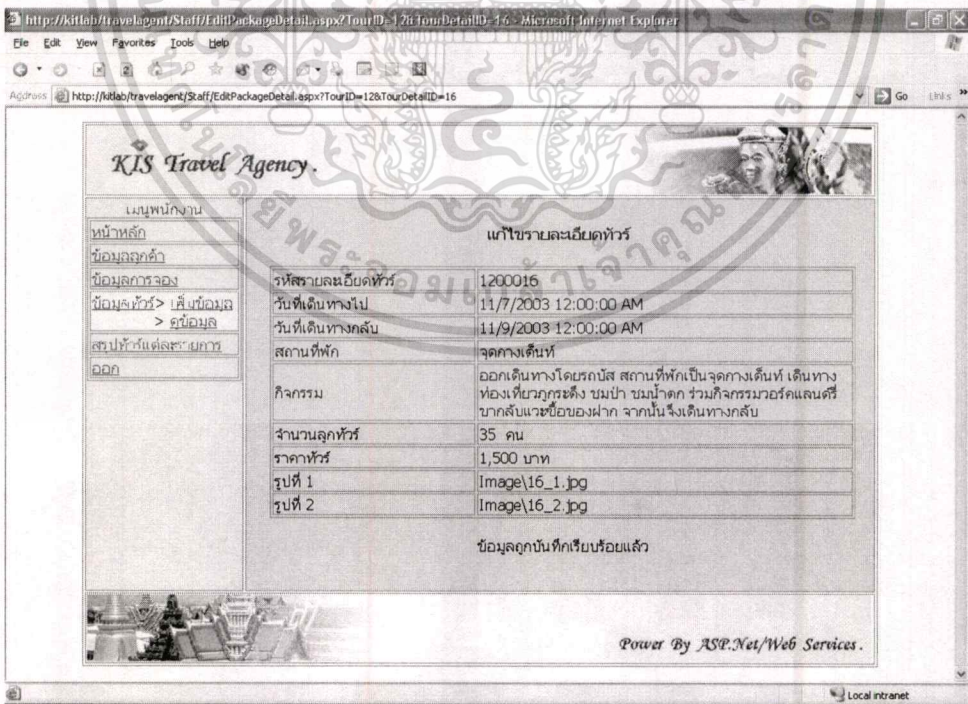 http://kitlab/travelagent/Staff/EditPackageDetail.aspx?TourID=12&TourDetailID=16 - Microsoft Internet Explorer
File Edit View Favorites Tools Help
Address http://kitlab/travelagent/Staff/EditPackageDetail.aspx?TourID=12&TourDetailID=16 Go Links »
KIS Travel Agency.
เมนูพนักงาน
หน้าหลัก
ข้อมูลลูกค้า
ข้อมูลการจอง
ข้อมูลทัวร์> เพิ่มข้อมูล
> ดูข้อมูล
สรุปทัวร์แต่ละรายการ
ออก
แก้ไขรายละเอียดทัวร์
รหัสรายละเอียดทัวร์ 1200016
วันที่เดินทางไป 11/7/2003 12:00:00 AM
วันที่เดินทางกลับ 11/9/2003 12:00:00 AM
สถานที่พัก จุดกางเต็นท์
กิจกรรม ออกเดินทางโดยรถบัส สถานที่พักเป็นจุดกางเต็นท์ เดินทาง
ท่องเที่ยวภูกระดึง ชมป่า ชมน้ำตก ร่วมกิจกรรมวอร์คแลนด์รี่
ขากลับแวะซื้อของฝาก จากนั้นจึงเดินทางกลับ
จำนวนลูกทัวร์ 35 คน
ราคาทัวร์ 1,500 บาท
รูปที่ 1 Image\16_1.jpg
รูปที่ 2 Image\16_2.jpg
ข้อมูลถูกบันทึกเรียบร้อยแล้ว
Power By ASP.Net/Web Services.
Local intranet